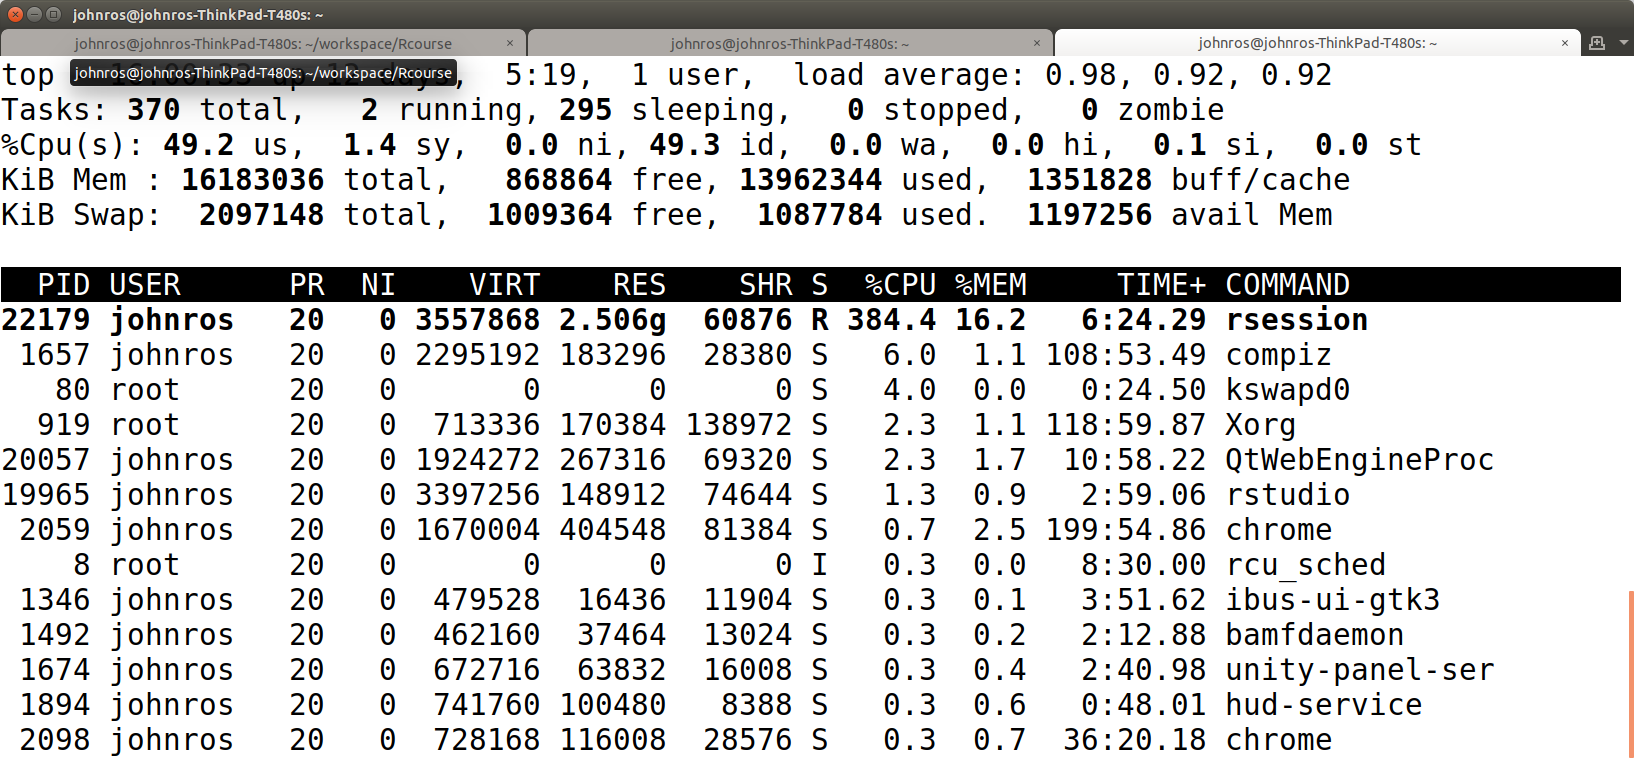 johnros@johnros-ThinkPad-T480s: ~
johnros@johnros-ThinkPad-T480s: ~/workspace/Rcourse × johnros@johnros-ThinkPad-T480s: ~ × johnros@johnros-ThinkPad-T480s: ~ ×
johnros@johnros-ThinkPad-T480s: ~/workspace/Rcourse
top 5:19, 1 user, load average: 0.98, 0.92, 0.92
Tasks: 370 total, 2 running, 295 sleeping, 0 stopped, 0 zombie
%Cpu(s): 49.2 us, 1.4 sy, 0.0 ni, 49.3 id, 0.0 wa, 0.0 hi, 0.1 si, 0.0 st
KiB Mem : 16183036 total, 868864 free, 13962344 used, 1351828 buff/cache
KiB Swap: 2097148 total, 1009364 free, 1087784 used. 1197256 avail Mem
PID USER PR NI VIRT RES SHR S %CPU %MEM TIME+ COMMAND
22179 johnros 20 0 3557868 2.506g 60876 R 384.4 16.2 6:24.29 rsession
1657 johnros 20 0 2295192 183296 28380 S 6.0 1.1 108:53.49 compiz
80 root 20 0 0 0 0 S 4.0 0.0 0:24.50 kswapd0
919 root 20 0 713336 170384 138972 S 2.3 1.1 118:59.87 Xorg
20057 johnros 20 0 1924272 267316 69320 S 2.3 1.7 10:58.22 QtWebEngineProc
19965 johnros 20 0 3397256 148912 74644 S 1.3 0.9 2:59.06 rstudio
2059 johnros 20 0 1670004 404548 81384 S 0.7 2.5 199:54.86 chrome
8 root 20 0 0 0 0 I 0.3 0.0 8:30.00 rcu_sched
1346 johnros 20 0 479528 16436 11904 S 0.3 0.1 3:51.62 ibus-ui-gtk3
1492 johnros 20 0 462160 37464 13024 S 0.3 0.2 2:12.88 bamfdaemon
1674 johnros 20 0 672716 63832 16008 S 0.3 0.4 2:40.98 unity-panel-ser
1894 johnros 20 0 741760 100480 8388 S 0.3 0.6 0:48.01 hud-service
2098 johnros 20 0 728168 116008 28576 S 0.3 0.7 36:20.18 chrome